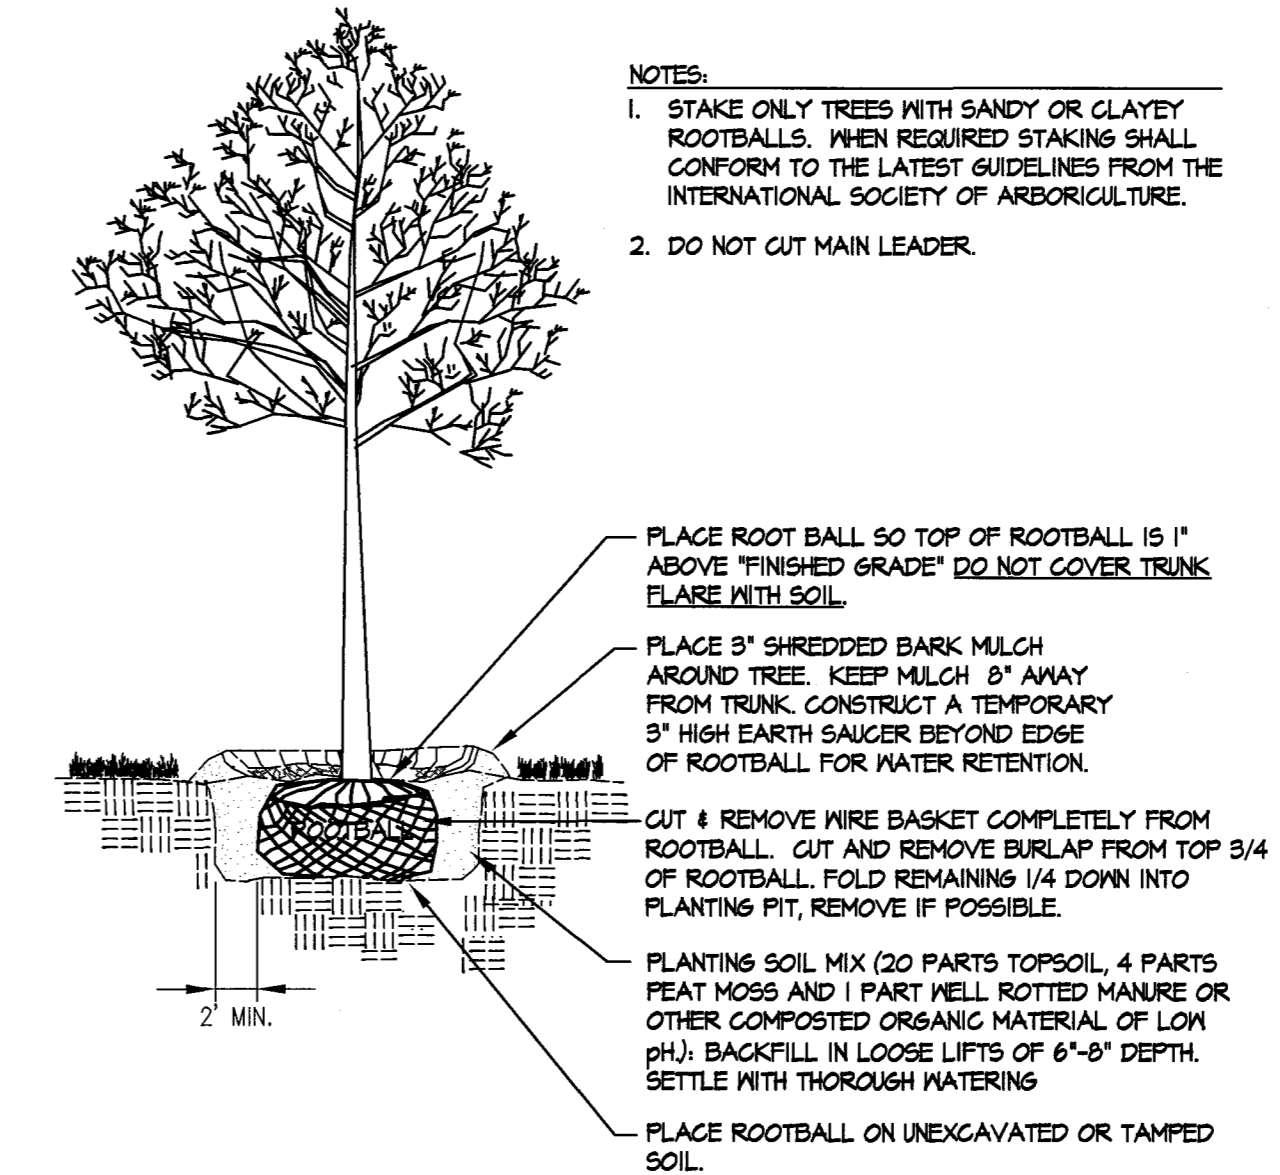 NOTES:
1. STAKE ONLY TREES WITH SANDY OR CLAYEY
ROOTBALLS. WHEN REQUIRED STAKING SHALL
CONFORM TO THE LATEST GUIDELINES FROM THE
INTERNATIONAL SOCIETY OF ARBORICULTURE.
2. DO NOT CUT MAIN LEADER.
PLACE ROOT BALL SO TOP OF ROOTBALL IS 1"
ABOVE "FINISHED GRADE" DO NOT COVER TRUNK
FLARE WITH SOIL.
PLACE 3" SHREDDED BARK MULCH
AROUND TREE. KEEP MULCH 8" AWAY
FROM TRUNK. CONSTRUCT A TEMPORARY
3" HIGH EARTH SAUCER BEYOND EDGE
OF ROOTBALL FOR WATER RETENTION.
ROOTBALL
CUT & REMOVE WIRE BASKET COMPLETELY FROM
ROOTBALL. CUT AND REMOVE BURLAP FROM TOP 3/4
OF ROOTBALL. FOLD REMAINING 1/4 DOWN INTO
PLANTING PIT, REMOVE IF POSSIBLE.
PLANTING SOIL MIX (20 PARTS TOPSOIL, 4 PARTS
PEAT MOSS AND 1 PART WELL ROTTED MANURE OR
OTHER COMPOSTED ORGANIC MATERIAL OF LOW
pH.): BACKFILL IN LOOSE LIFTS OF 6"-8" DEPTH.
SETTLE WITH THOROUGH WATERING
2' MIN.
PLACE ROOTBALL ON UNEXCAVATED OR TAMPED
SOIL.